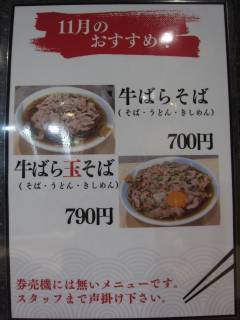 11月の
おすすめ!
牛ばらそば
(そば・うどん・きしめん)
700円
牛ばら玉そば
(そば・うどん・きしめん)
790円
券売機には無いメニューです。
スタッフまで声掛け下さい。